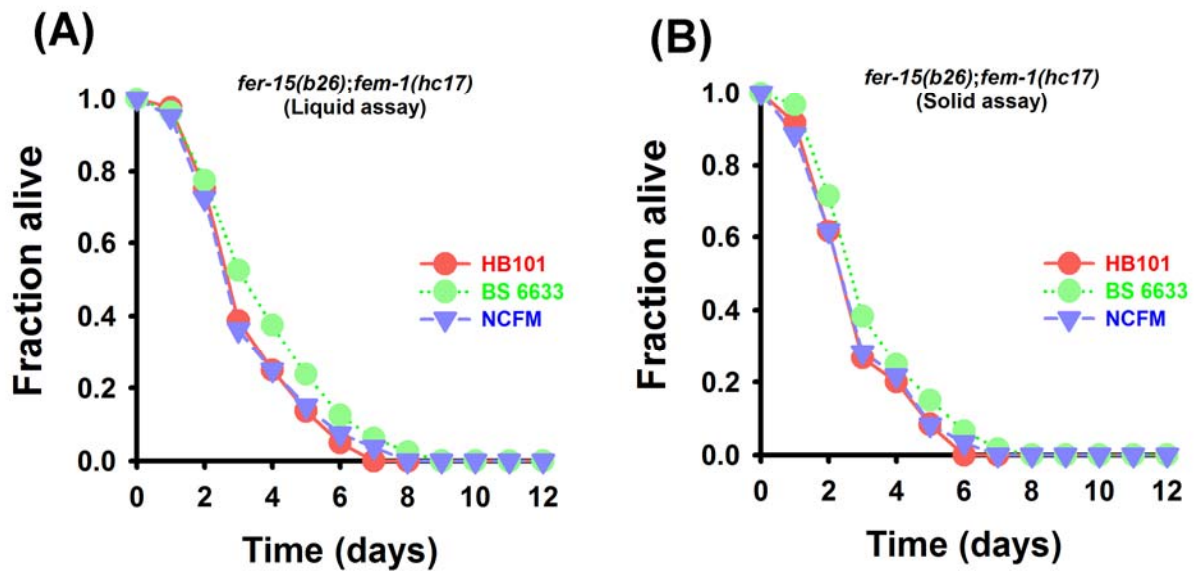 (A)
fer-15(b26);fem-1(hc17)
(Liquid assay)
Fraction alive
1.0
0.8
0.6
0.4
0.2
0.0
HB101
BS 6633
NCFM
0 2 4 6 8 10 12
Time (days)
(B)
fer-15(b26);fem-1(hc17)
(Solid assay)
Fraction alive
1.0
0.8
0.6
0.4
0.2
0.0
HB101
BS 6633
NCFM
0 2 4 6 8 10 12
Time (days)